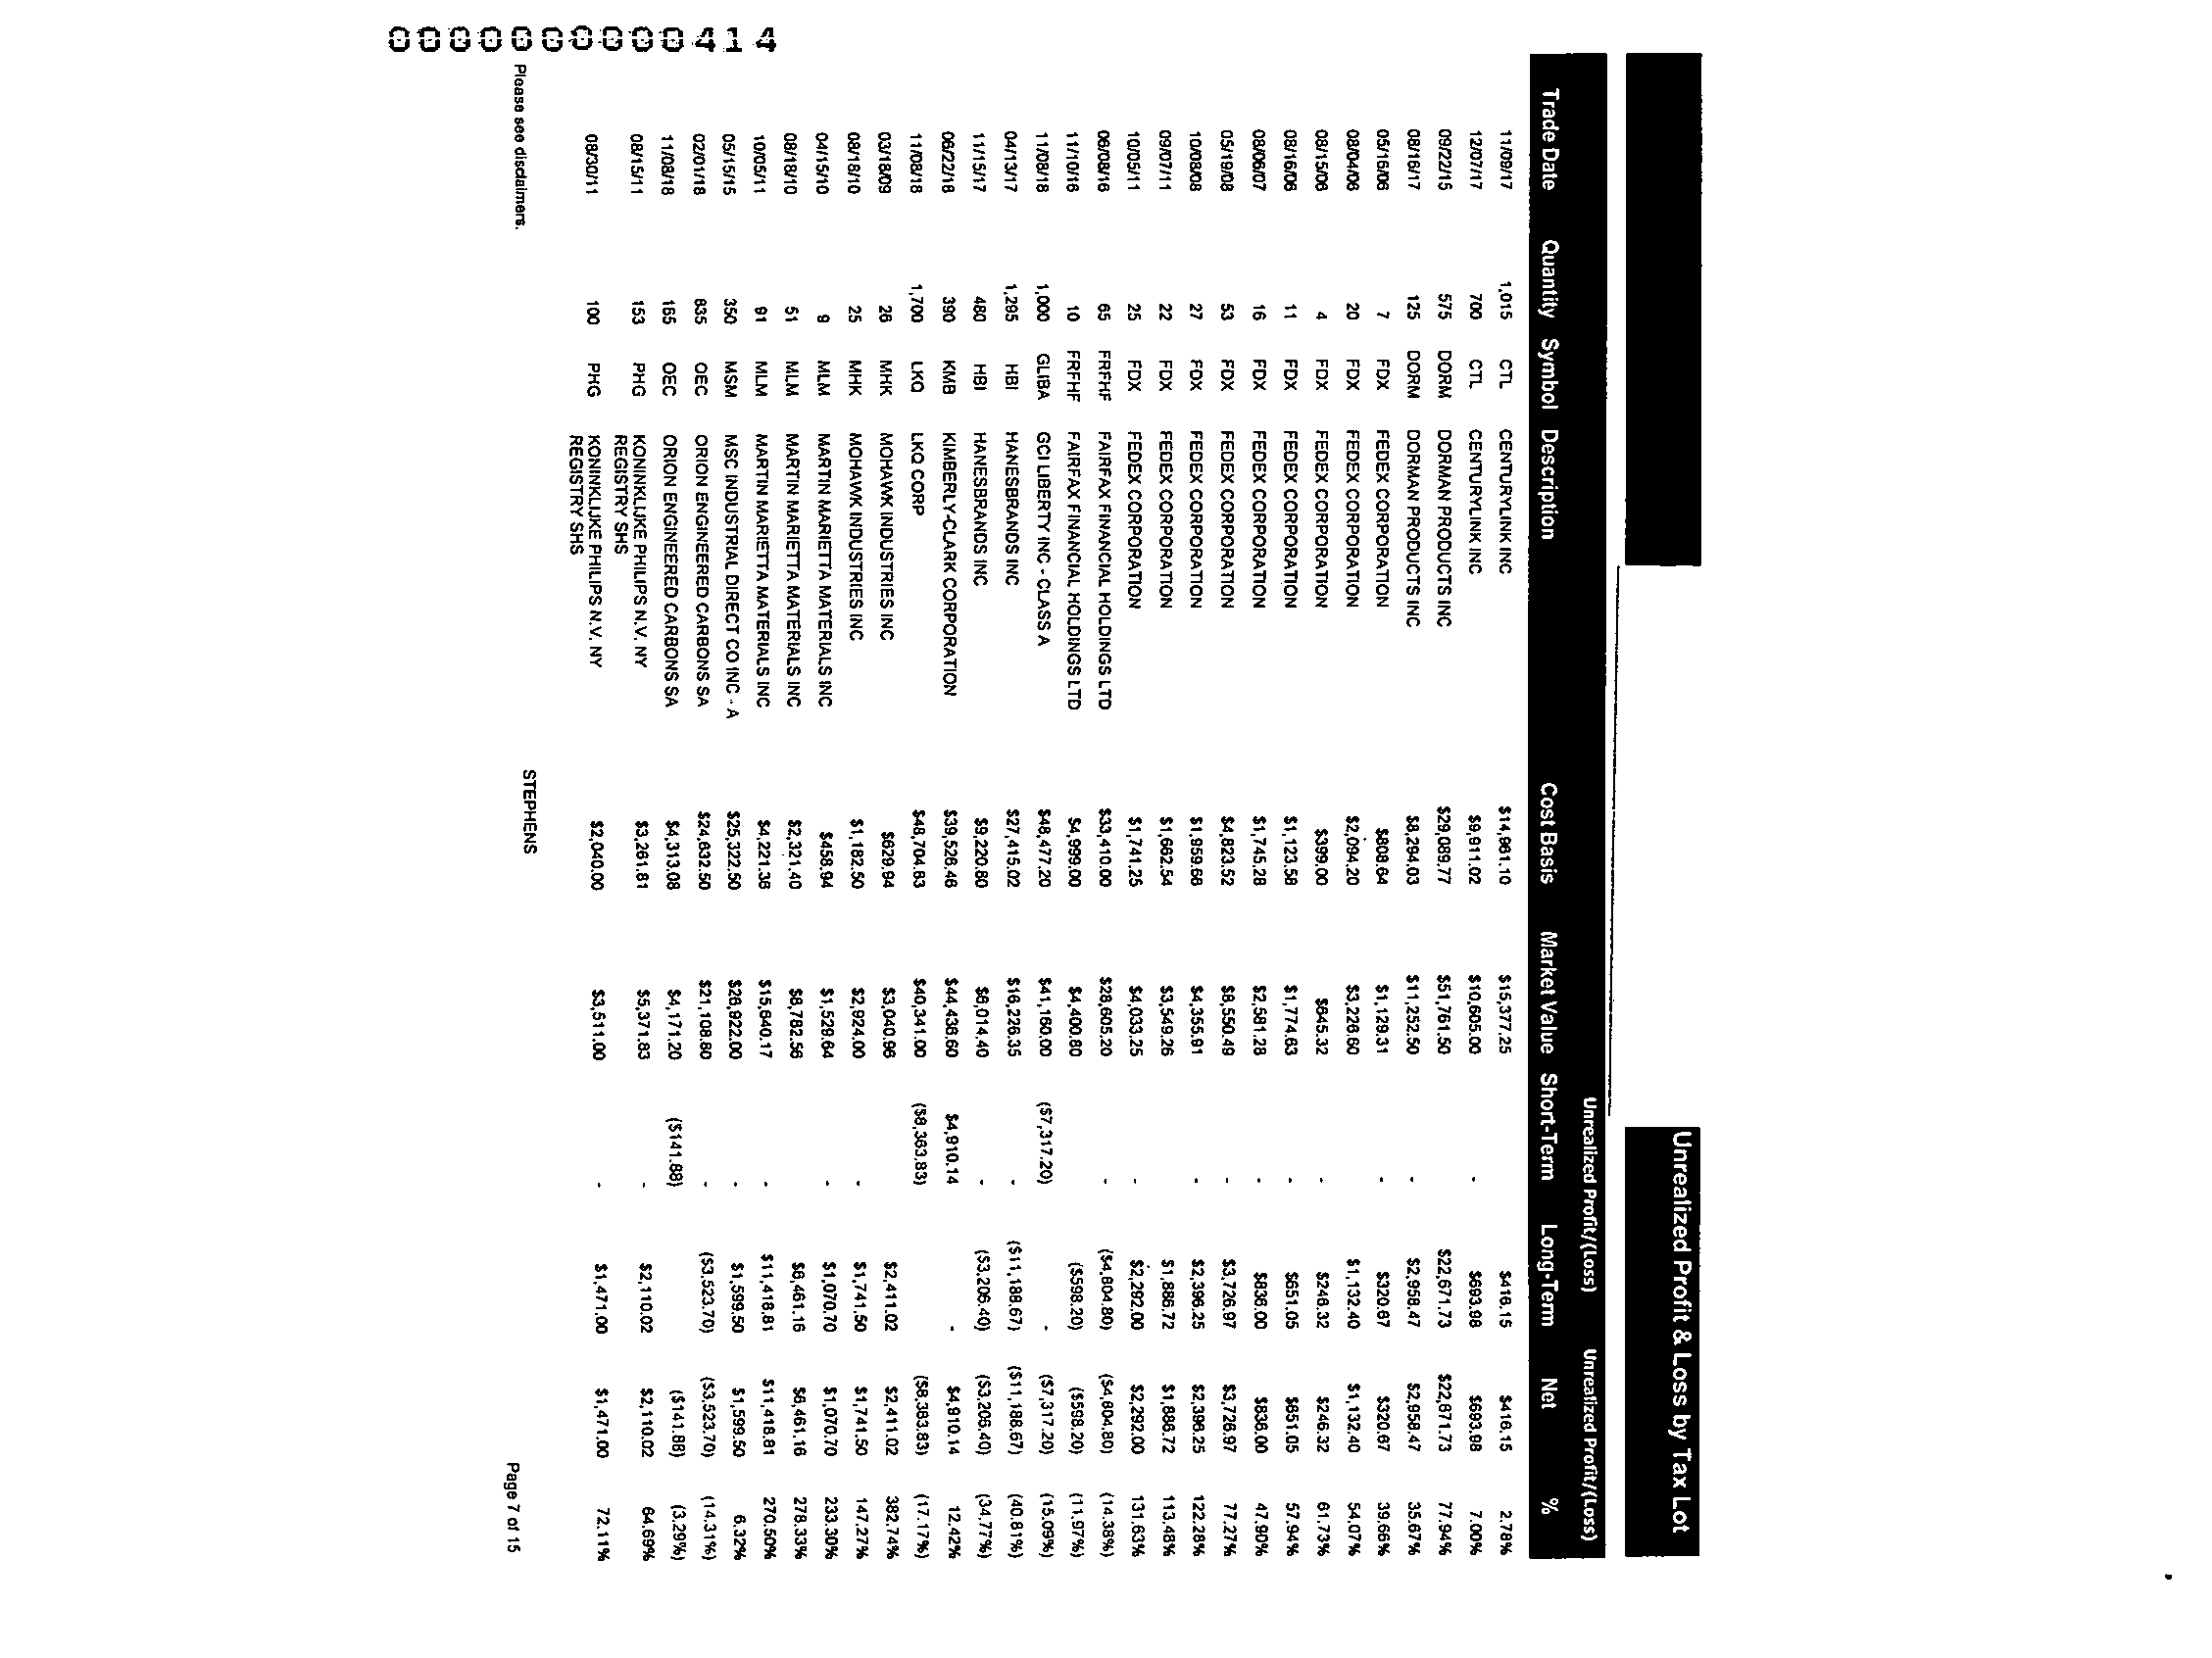 Unrealized Profit & Loss by Tax Lot
Unrealized Profit/(Loss) Unrealized Profit/(Loss)
Trade Date Quantity Symbol Description Cost Basis Market Value Short-Term Long-Term Net %
11/09/17 1,015 CTL CENTURYLINK INC $14,961.10 $15,377.25 $416.15 $416.15 2.78%
12/07/17 700 CTL CENTURYLINK INC $9,911.02 $10,605.00 - $693.98 $693.98 7.00%
09/22/15 575 DORM DORMAN PRODUCTS INC $29,089.77 $51,761.50 $22,671.73 $22,671.73 77.94%
08/16/17 125 DORM DORMAN PRODUCTS INC $8,294.03 $11,252.50 - $2,958.47 $2,958.47 35.67%
05/16/06 7 FDX FEDEX CORPORATION $808.64 $1,129.31 - $320.67 $320.67 39.66%
08/04/06 20 FDX FEDEX CORPORATION $2,094.20 $3,226.60 $1,132.40 $1,132.40 54.07%
08/15/06 4 FDX FEDEX CORPORATION $399.00 $645.32 - $246.32 $246.32 61.73%
08/16/06 11 FDX FEDEX CORPORATION $1,123.58 $1,774.63 - $651.05 $651.05 57.94%
08/06/07 16 FDX FEDEX CORPORATION $1,745.28 $2,581.28 - $836.00 $836.00 47.90%
05/19/08 53 FDX FEDEX CORPORATION $4,823.52 $8,550.49 - $3,726.97 $3,726.97 77.27%
10/08/08 27 FDX FEDEX CORPORATION $1,959.66 $4,355.91 - $2,396.25 $2,396.25 122.28%
09/07/11 22 FDX FEDEX CORPORATION $1,662.54 $3,549.26 $1,886.72 $1,886.72 113.48%
10/05/11 25 FDX FEDEX CORPORATION $1,741.25 $4,033.25 - $2,292.00 $2,292.00 131.63%
06/08/16 65 FRFHF FAIRFAX FINANCIAL HOLDINGS LTD $33,410.00 $28,605.20 - ($4,804.80) ($4,804.80) (14.38%)
11/10/16 10 FRFHF FAIRFAX FINANCIAL HOLDINGS LTD $4,999.00 $4,400.80 ($598.20) ($598.20) (11.97%)
11/08/18 1,000 GLIBA GCI LIBERTY INC - CLASS A $48,477.20 $41,160.00 ($7,317.20) - ($7,317.20) (15.09%)
04/13/17 1,295 HBI HANESBRANDS INC $27,415.02 $16,226.35 - ($11,188.67) ($11,188.67) (40.81%)
11/15/17 480 HBI HANESBRANDS INC $9,220.80 $6,014.40 - ($3,206.40) ($3,206.40) (34.77%)
06/22/18 390 KMB KIMBERLY-CLARK CORPORATION $39,526.46 $44,436.60 $4,910.14 - $4,910.14 12.42%
11/08/18 1,700 LKQ LKQ CORP $48,704.83 $40,341.00 ($8,363.83) ($8,363.83) (17.17%)
03/18/09 26 MHK MOHAWK INDUSTRIES INC $629.94 $3,040.96 $2,411.02 $2,411.02 382.74%
08/18/10 25 MHK MOHAWK INDUSTRIES INC $1,182.50 $2,924.00 - $1,741.50 $1,741.50 147.27%
04/15/10 9 MLM MARTIN MARIETTA MATERIALS INC $458.94 $1,529.64 - $1,070.70 $1,070.70 233.30%
08/18/10 51 MLM MARTIN MARIETTA MATERIALS INC $2,321.40 $8,782.56 $6,461.16 $6,461.16 278.33%
10/05/11 91 MLM MARTIN MARIETTA MATERIALS INC $4,221.36 $15,640.17 - $11,418.81 $11,418.81 270.50%
05/15/15 350 MSM MSC INDUSTRIAL DIRECT CO INC - A $25,322.50 $26,922.00 - $1,599.50 $1,599.50 6.32%
02/01/18 835 OEC ORION ENGINEERED CARBONS SA $24,632.50 $21,108.80 - ($3,523.70) ($3,523.70) (14.31%)
11/08/18 165 OEC ORION ENGINEERED CARBONS SA $4,313.08 $4,171.20 ($141.88) ($141.88) (3.29%)
08/15/11 153 PHG KONINKLIJKE PHILIPS N.V. NY $3,261.81 $5,371.83 - $2,110.02 $2,110.02 64.69%
REGISTRY SHS
08/30/11 100 PHG KONINKLIJKE PHILIPS N.V. NY $2,040.00 $3,511.00 - $1,471.00 $1,471.00 72.11%
REGISTRY SHS
Please see disclaimers. STEPHENS Page 7 of 15
0000000000414